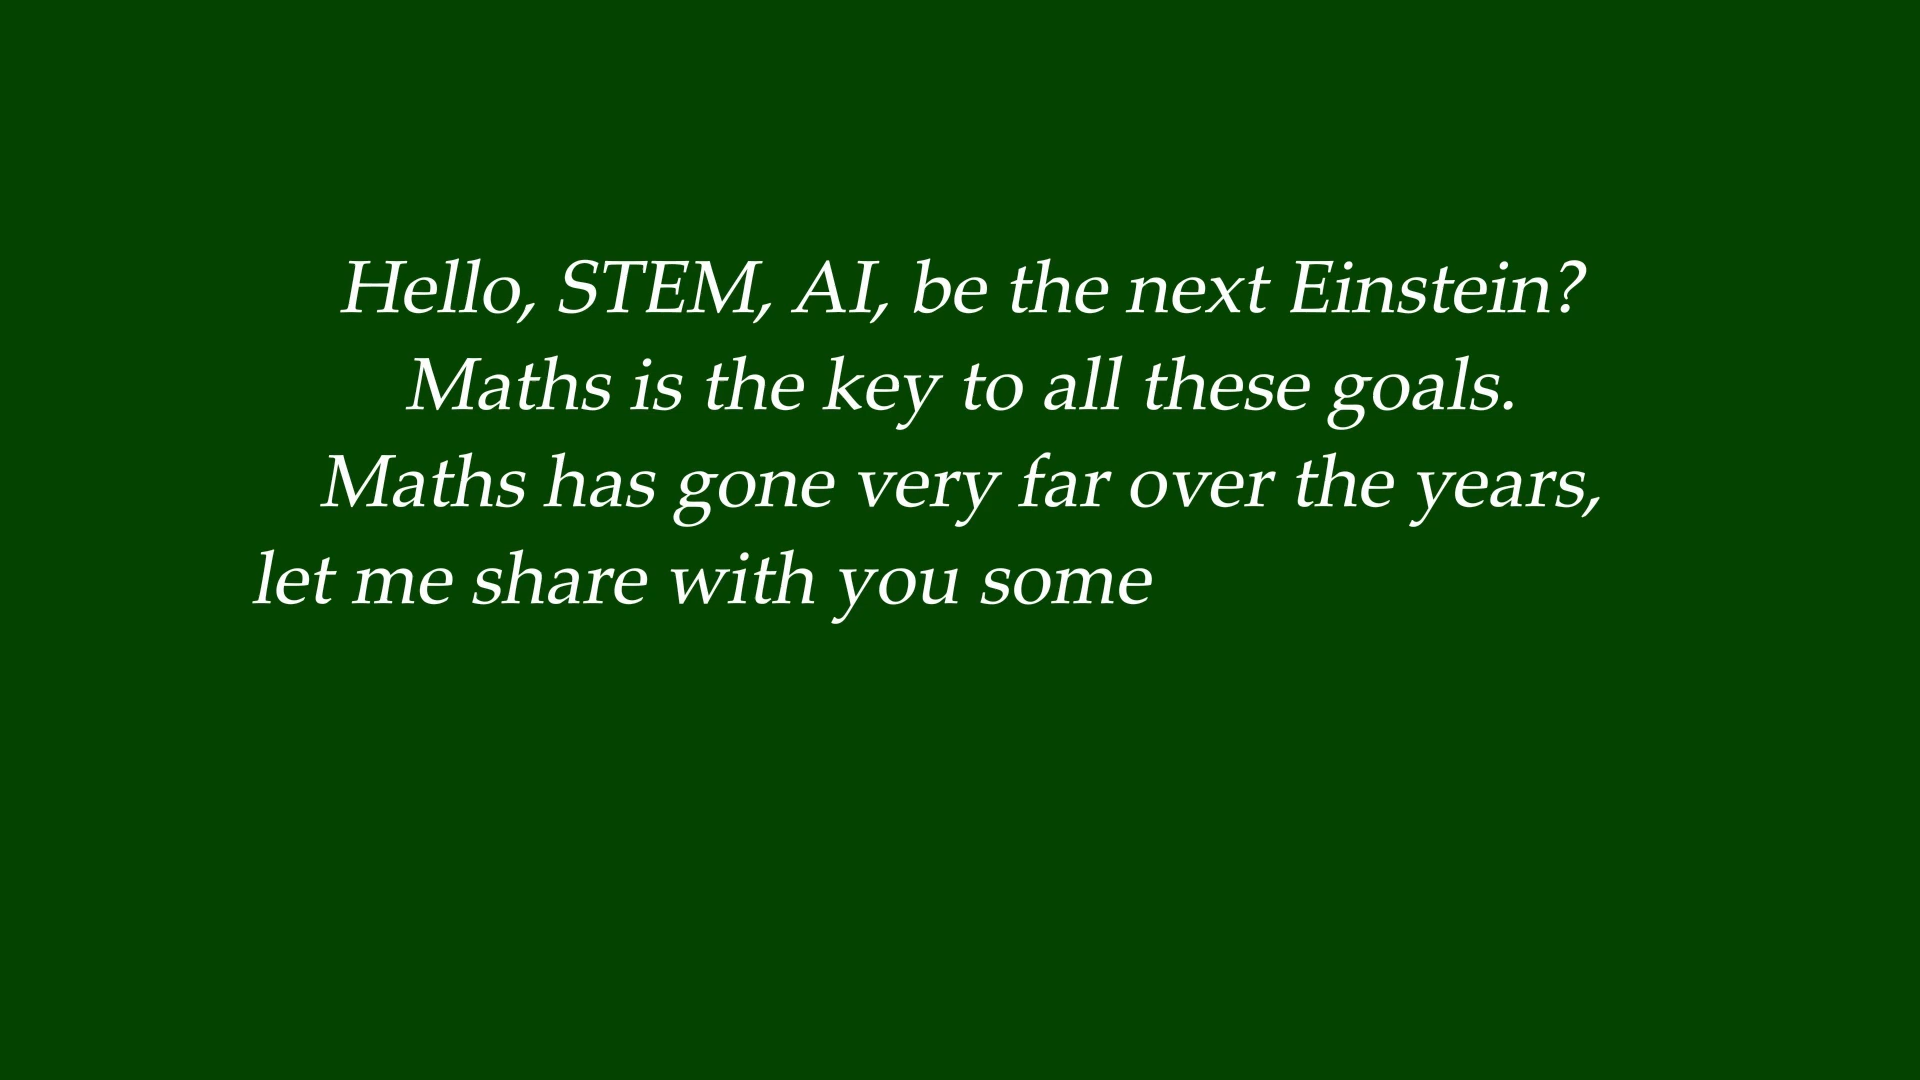 Hello, STEM, AI, be the next Einstein?
Maths is the key to all these goals.
Maths has gone very far over the years,
let me share with you some